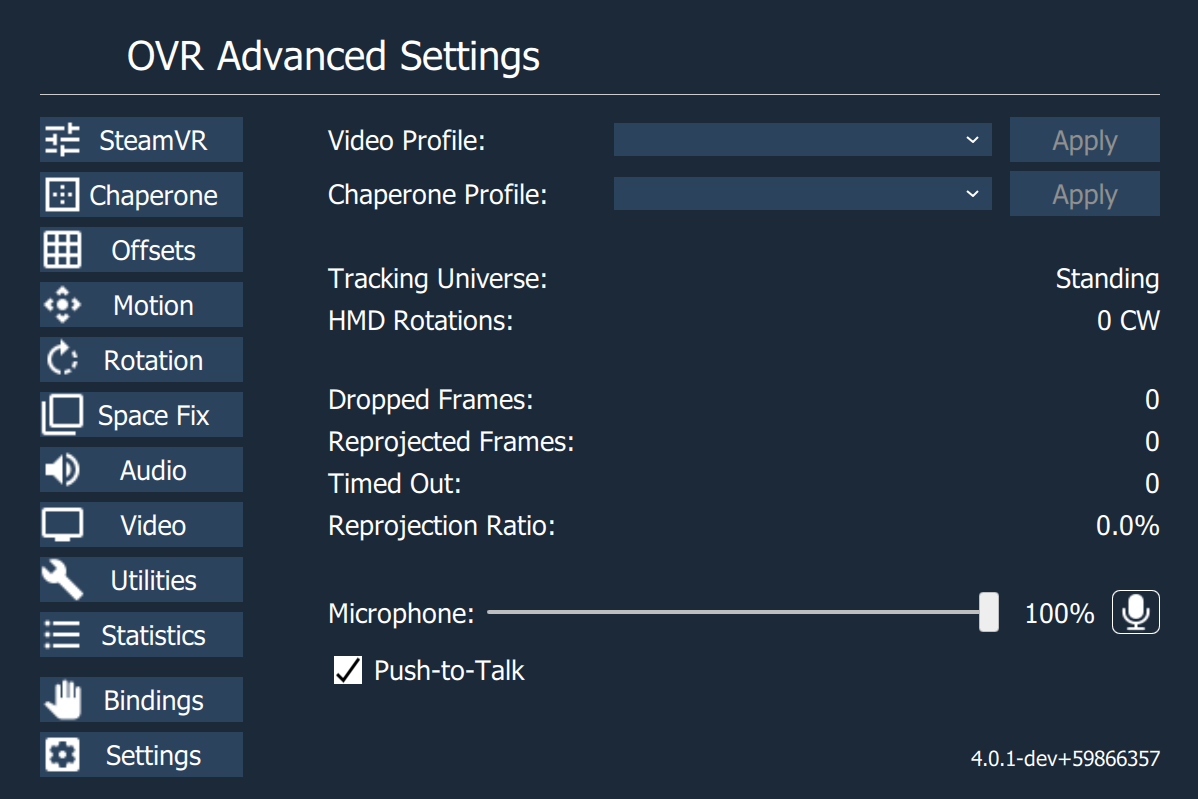 OVR Advanced Settings
SteamVR
Chaperone
Offsets
Motion
Rotation
Space Fix
Audio
Video
Utilities
Statistics
Bindings
Settings
Video Profile: Apply
Chaperone Profile: Apply
Tracking Universe: Standing
HMD Rotations: 0 CW
Dropped Frames: 0
Reprojected Frames: 0
Timed Out: 0
Reprojection Ratio: 0.0%
Microphone: 100%
Push-to-Talk
4.0.1-dev+59866357